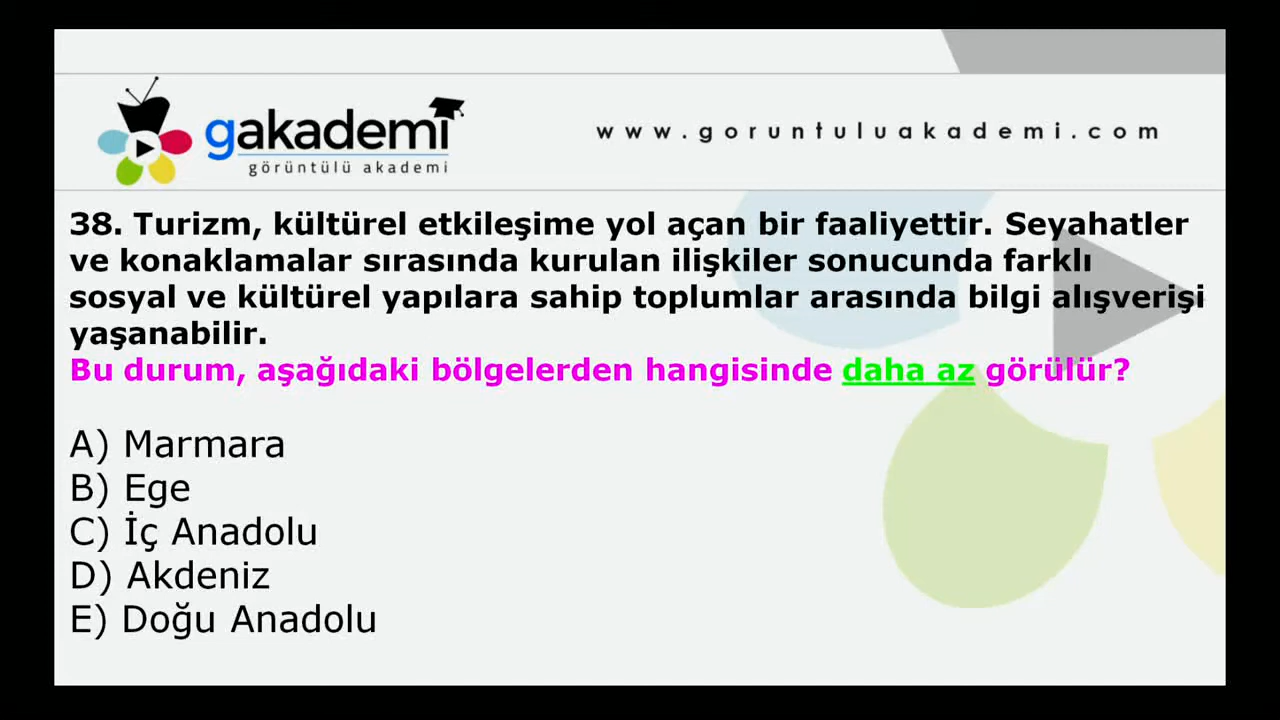 gakademi
görüntülü akademi
www.goruntuluakademi.com
38. Turizm, kültürel etkileşime yol açan bir faaliyettir. Seyahatler
ve konaklamalar sırasında kurulan ilişkiler sonucunda farklı
sosyal ve kültürel yapılara sahip toplumlar arasında bilgi alışverişi
yaşanabilir.
Bu durum, aşağıdaki bölgelerden hangisinde daha az görülür?
A) Marmara
B) Ege
C) İç Anadolu
D) Akdeniz
E) Doğu Anadolu